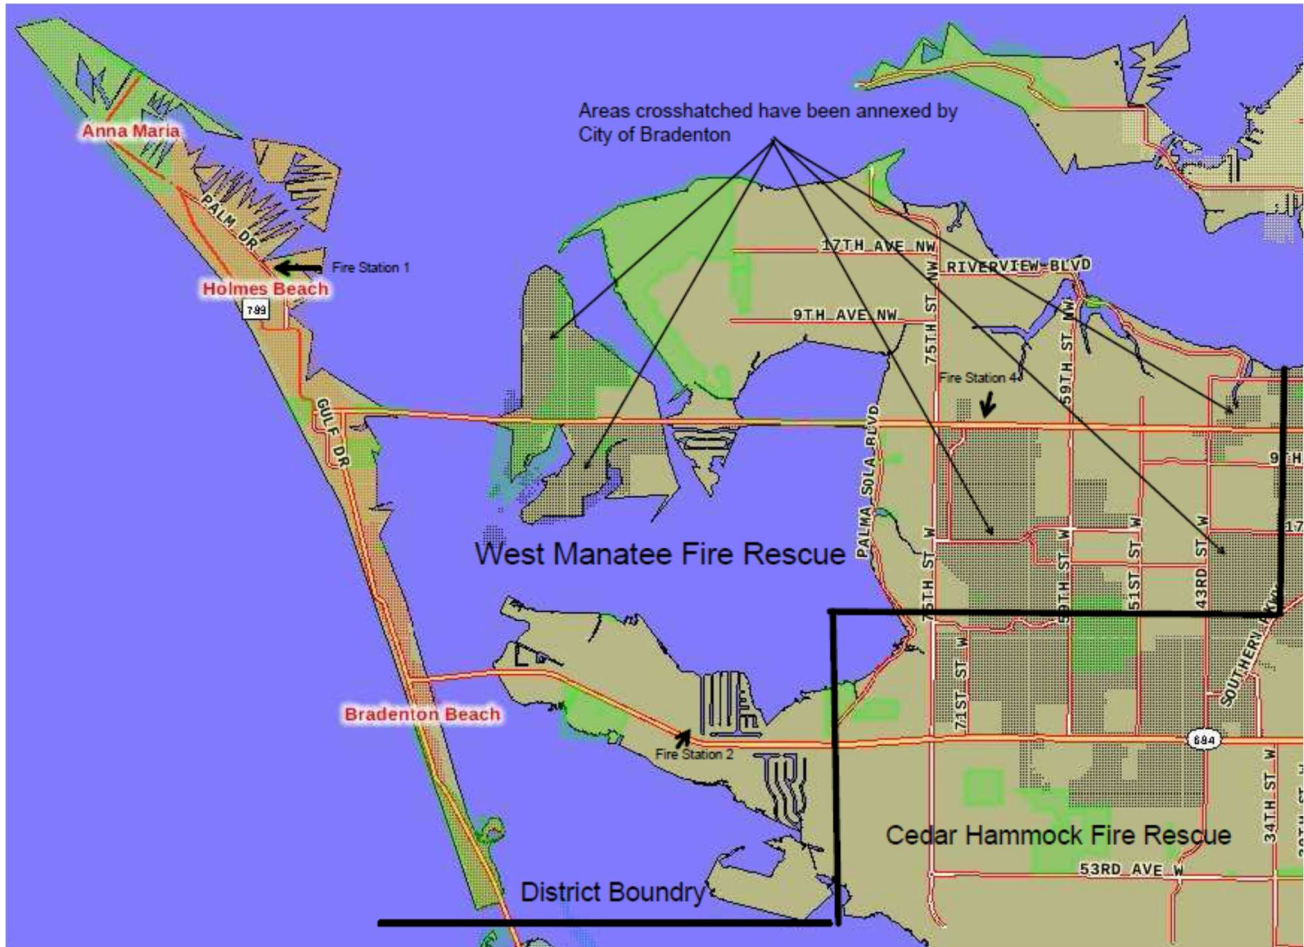 Areas crosshatched have been annexed by
City of Bradenton
Anna Maria
PALM DR
Fire Station 1
Holmes Beach
789
17TH AVE NW
RIVERVIEW BLVD
9TH AVE NW
75TH ST NW
59TH ST NW
Fire Station 4
GULF DR
PALMA SOLA BLVD
9TH
17
West Manatee Fire Rescue
75TH ST W
59TH ST W
51ST ST W
43RD ST W
SOUTHERN PKWY
71ST ST W
Bradenton Beach
684
Fire Station 2
34TH ST W
Cedar Hammock Fire Rescue
53RD AVE W
District Boundry